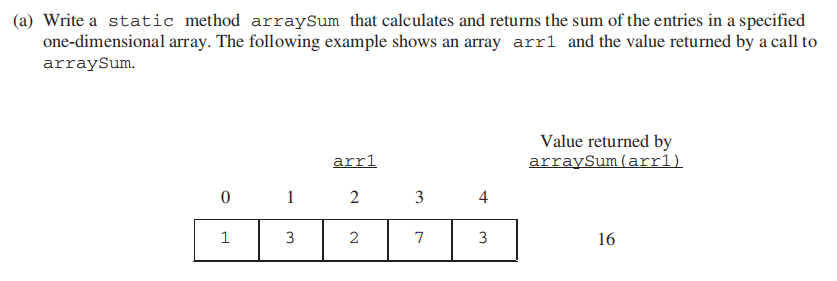 (a) Write a static method arraySum that calculates and returns the sum of the entries in a specified
one-dimensional array. The following example shows an array arr1 and the value returned by a call to
arraySum.
Value returned by
arr1 arraySum(arr1)
0 1 2 3 4
1 3 2 7 3 16